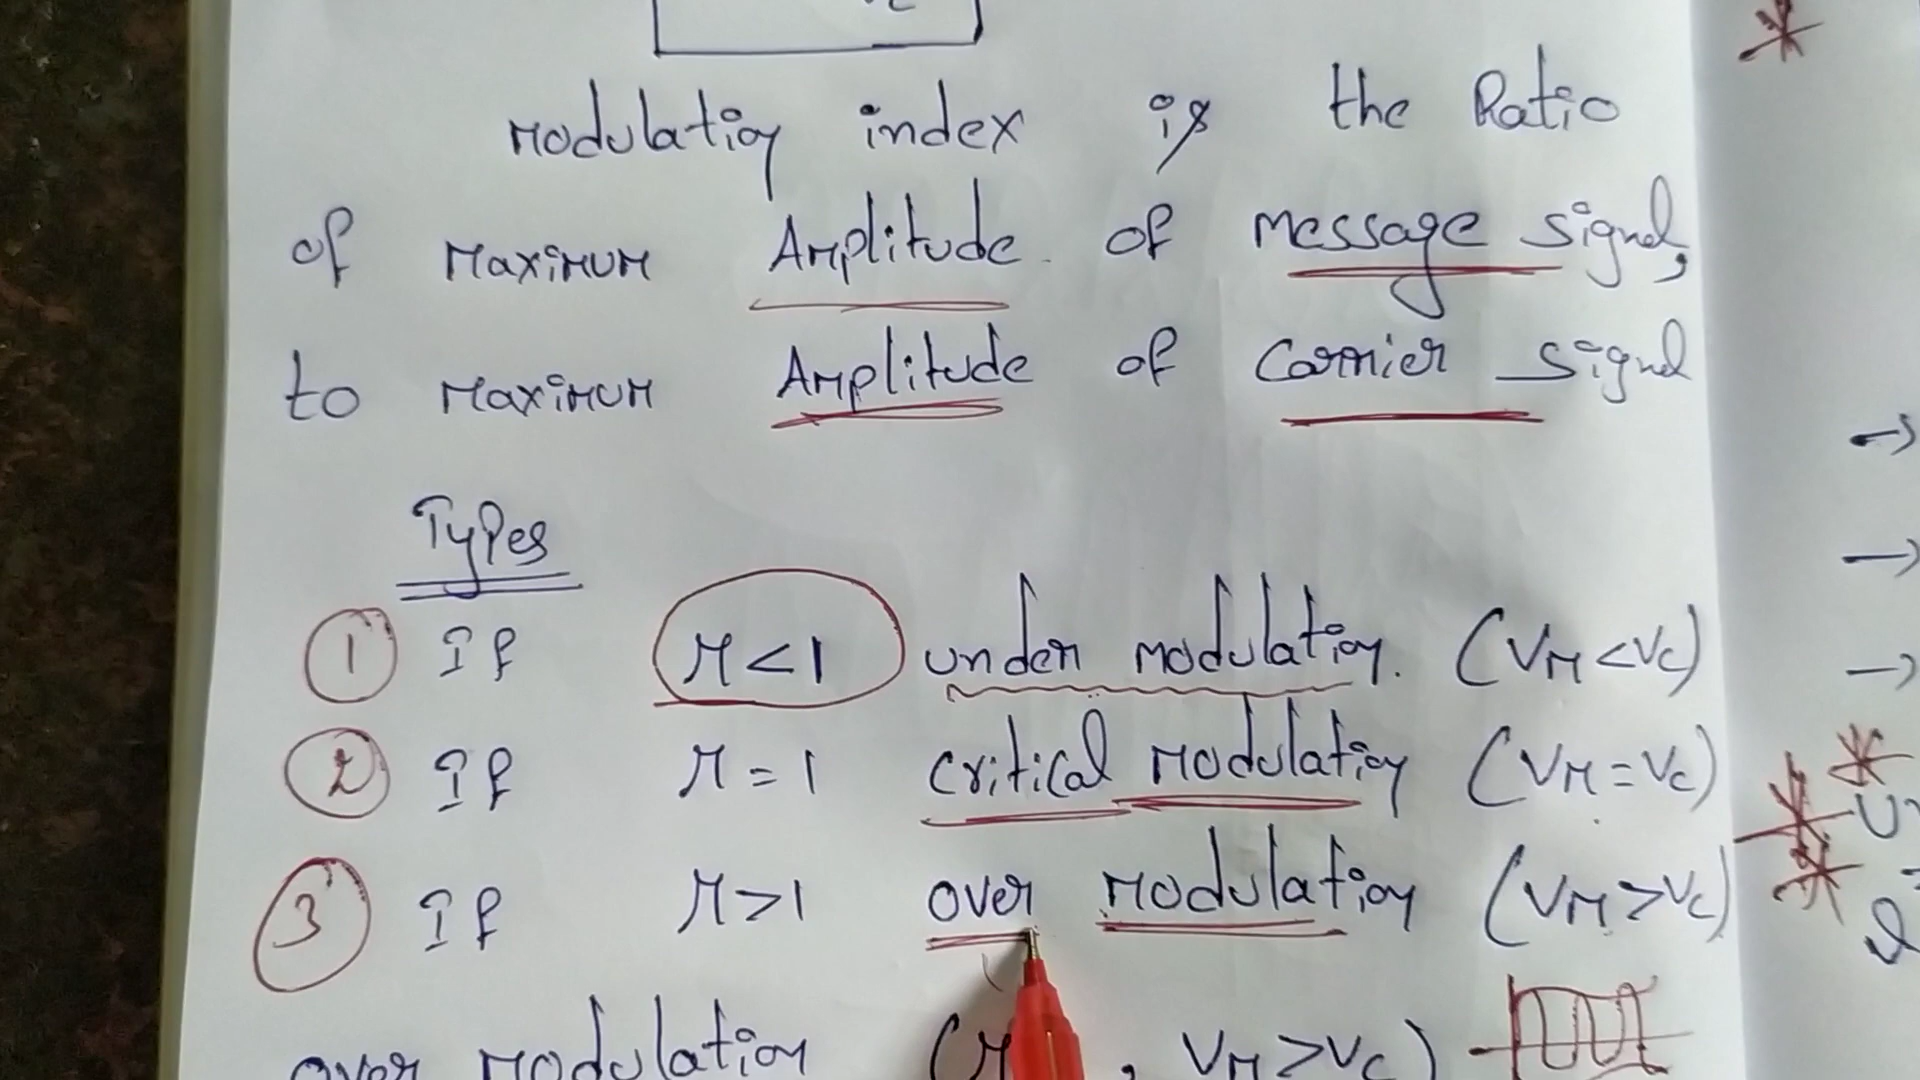 Modulation index is the Ratio
of Maximum Amplitude of message signal,
to Maximum Amplitude of Carrier signal
Types
1 If M<1 under modulation. (VM<VC)
2 If M=1 critical Modulation (VM=VC)
3 If M>1 over Modulation (VM>VC)
over Modulation (M , VM>VC)